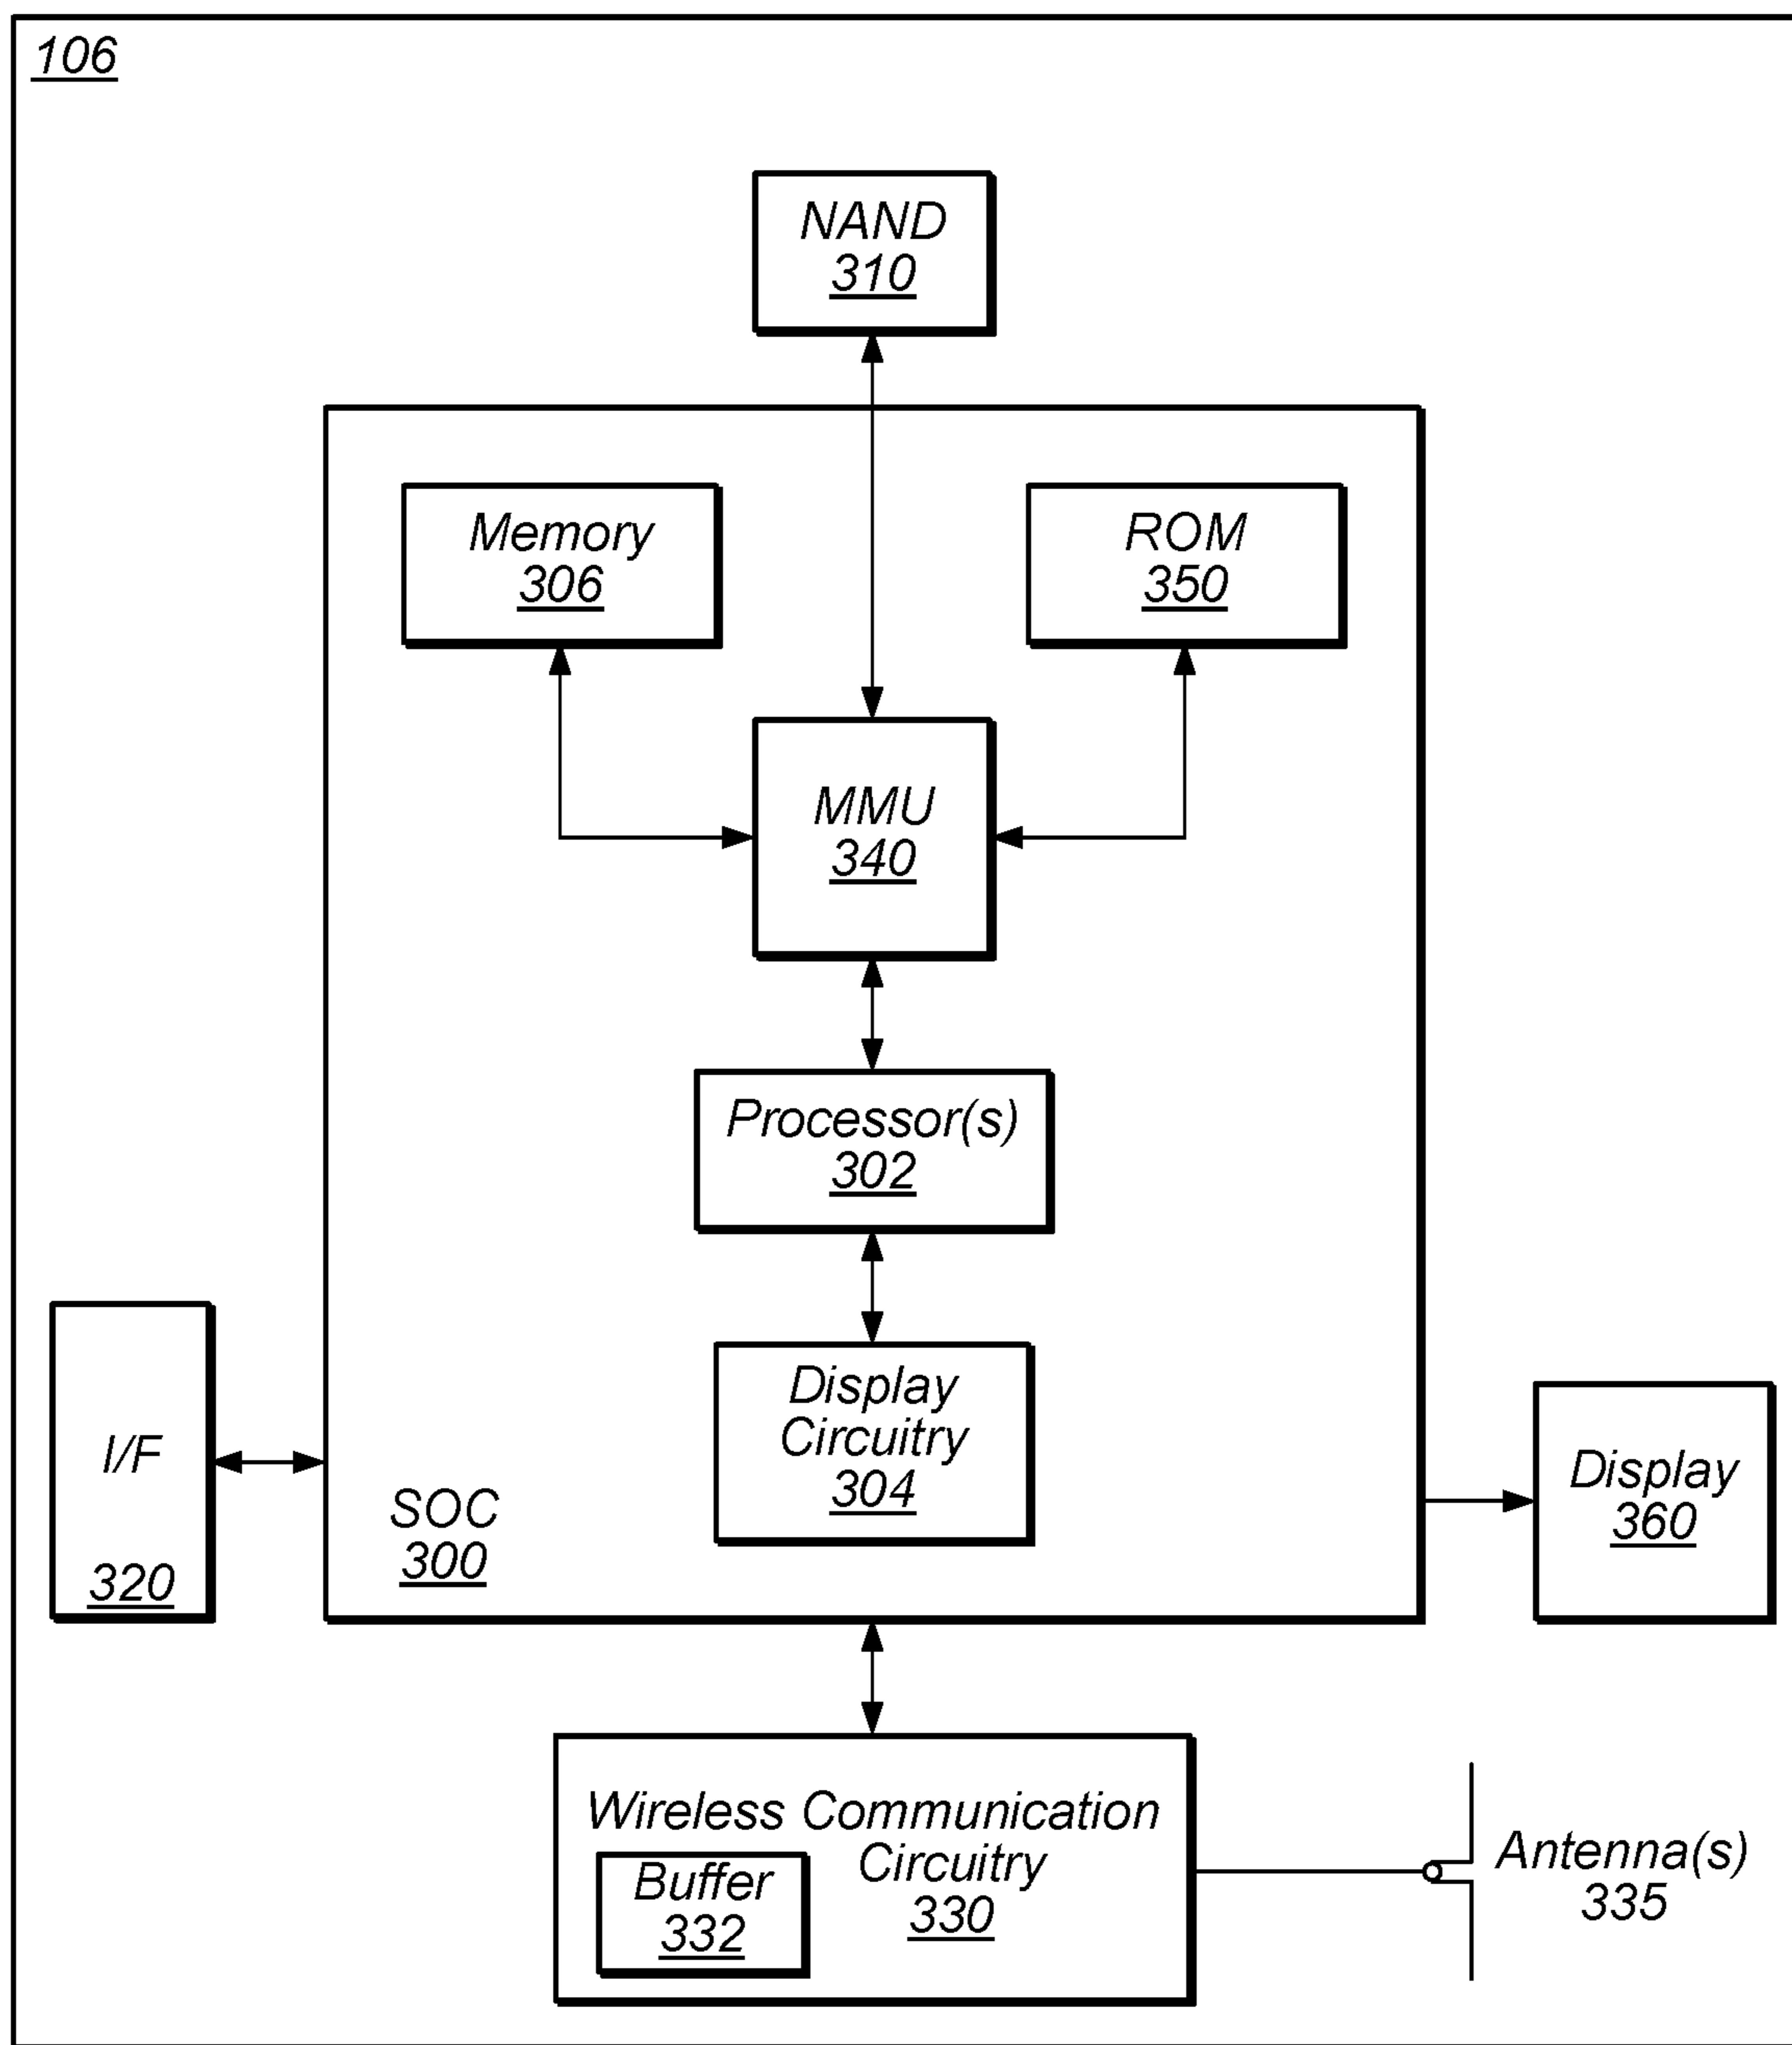 106
NAND
310
Memory
306
ROM
350
MMU
340
Processor(s)
302
Display
Circuitry
304
I/F
320
SOC
300
Display
360
Wireless Communication
Circuitry
330
Buffer
332
Antenna(s)
335